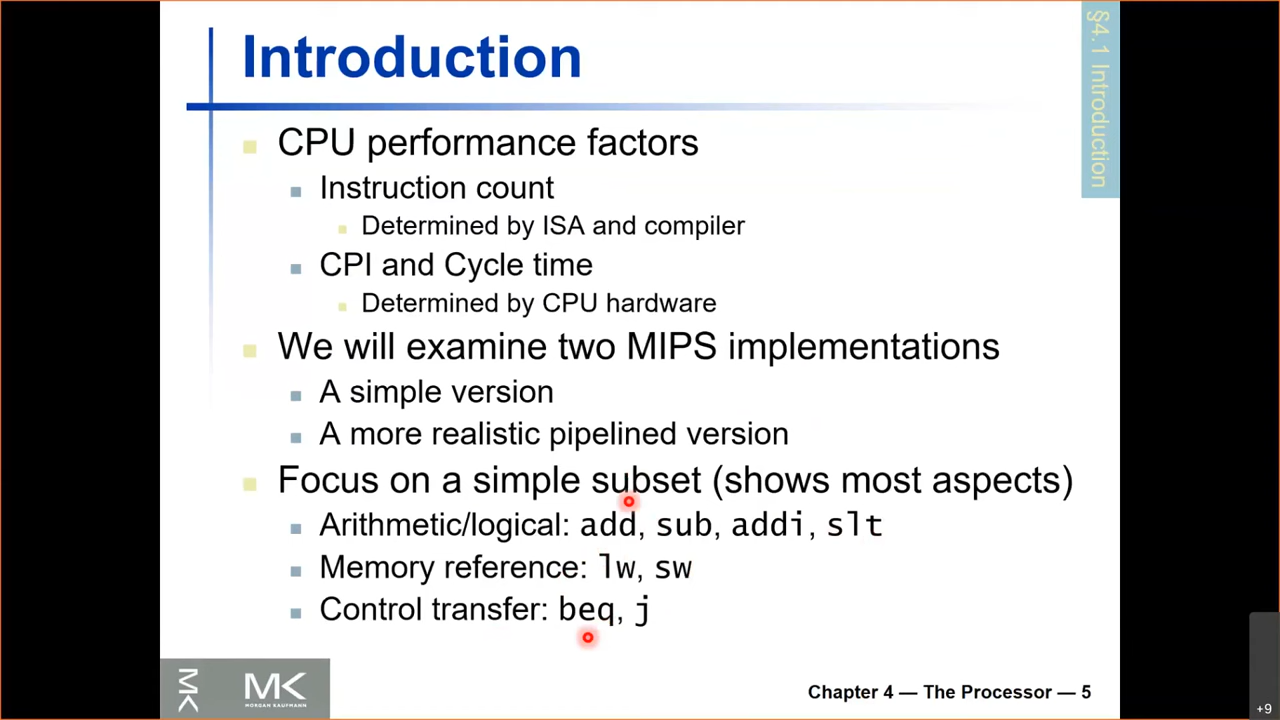 Introduction
§4.1 Introduction
CPU performance factors
Instruction count
Determined by ISA and compiler
CPI and Cycle time
Determined by CPU hardware
We will examine two MIPS implementations
A simple version
A more realistic pipelined version
Focus on a simple subset (shows most aspects)
Arithmetic/logical: add, sub, addi, slt
Memory reference: lw, sw
Control transfer: beq, j
MK
MK
MORGAN KAUFMANN
Chapter 4 — The Processor — 5
+9